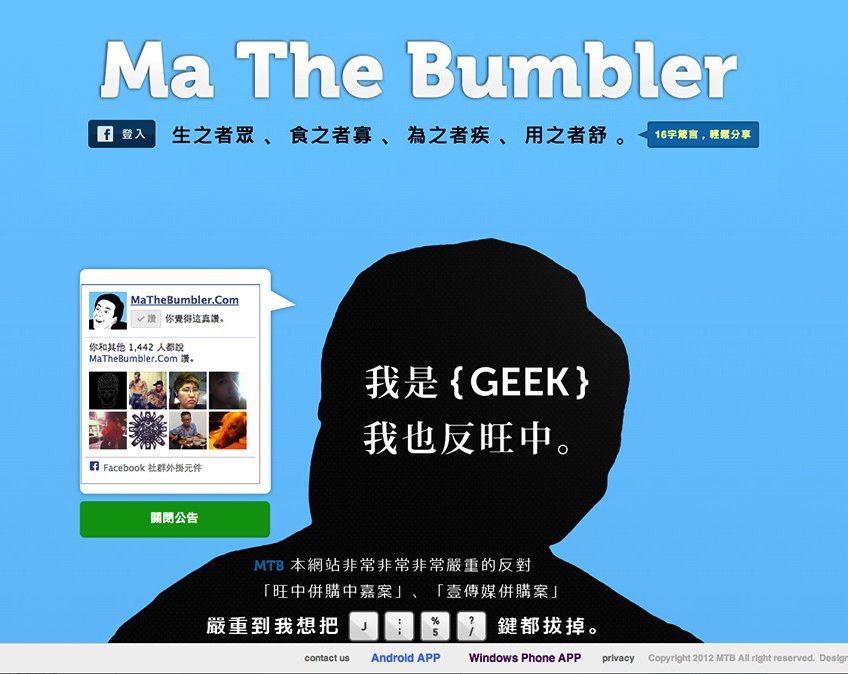 Ma The Bumbler
f 登入
生之者眾 、 食之者寡 、 為之者疾 、 用之者舒 。
16字箴言，輕鬆分享
MaTheBumbler.Com
✓ 讚 你覺得這真讚。
你和其他 1,442 人都說
MaTheBumbler.Com 讚。
f Facebook 社群外掛元件
關閉公告
我是 {GEEK}
我也反旺中。
MTB 本網站非常非常非常嚴重的反對
「旺中併購中嘉案」、「壹傳媒併購案」
嚴重到我想把 J : ; % 5 ? / 鍵都拔掉。
contact us Android APP Windows Phone APP privacy Copyright 2012 MTB All right reserved. Design